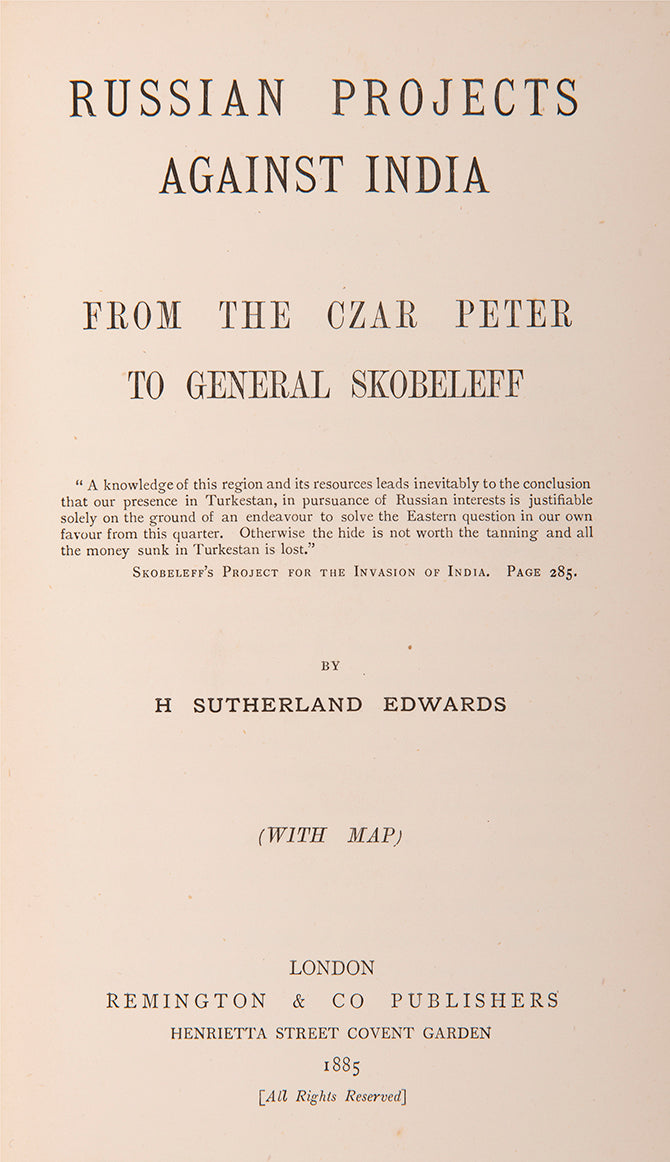 RUSSIAN PROJECTS
AGAINST INDIA
FROM THE CZAR PETER
TO GENERAL SKOBELEFF
“ A knowledge of this region and its resources leads inevitably to the conclusion
that our presence in Turkestan, in pursuance of Russian interests is justifiable
solely on the ground of an endeavour to solve the Eastern question in our own
favour from this quarter. Otherwise the hide is not worth the tanning and all
the money sunk in Turkestan is lost.”
SKOBELEFF'S PROJECT FOR THE INVASION OF INDIA. PAGE 285.
BY
H SUTHERLAND EDWARDS
(WITH MAP)
LONDON
REMINGTON & CO PUBLISHERS
HENRIETTA STREET COVENT GARDEN
1885
[All Rights Reserved]